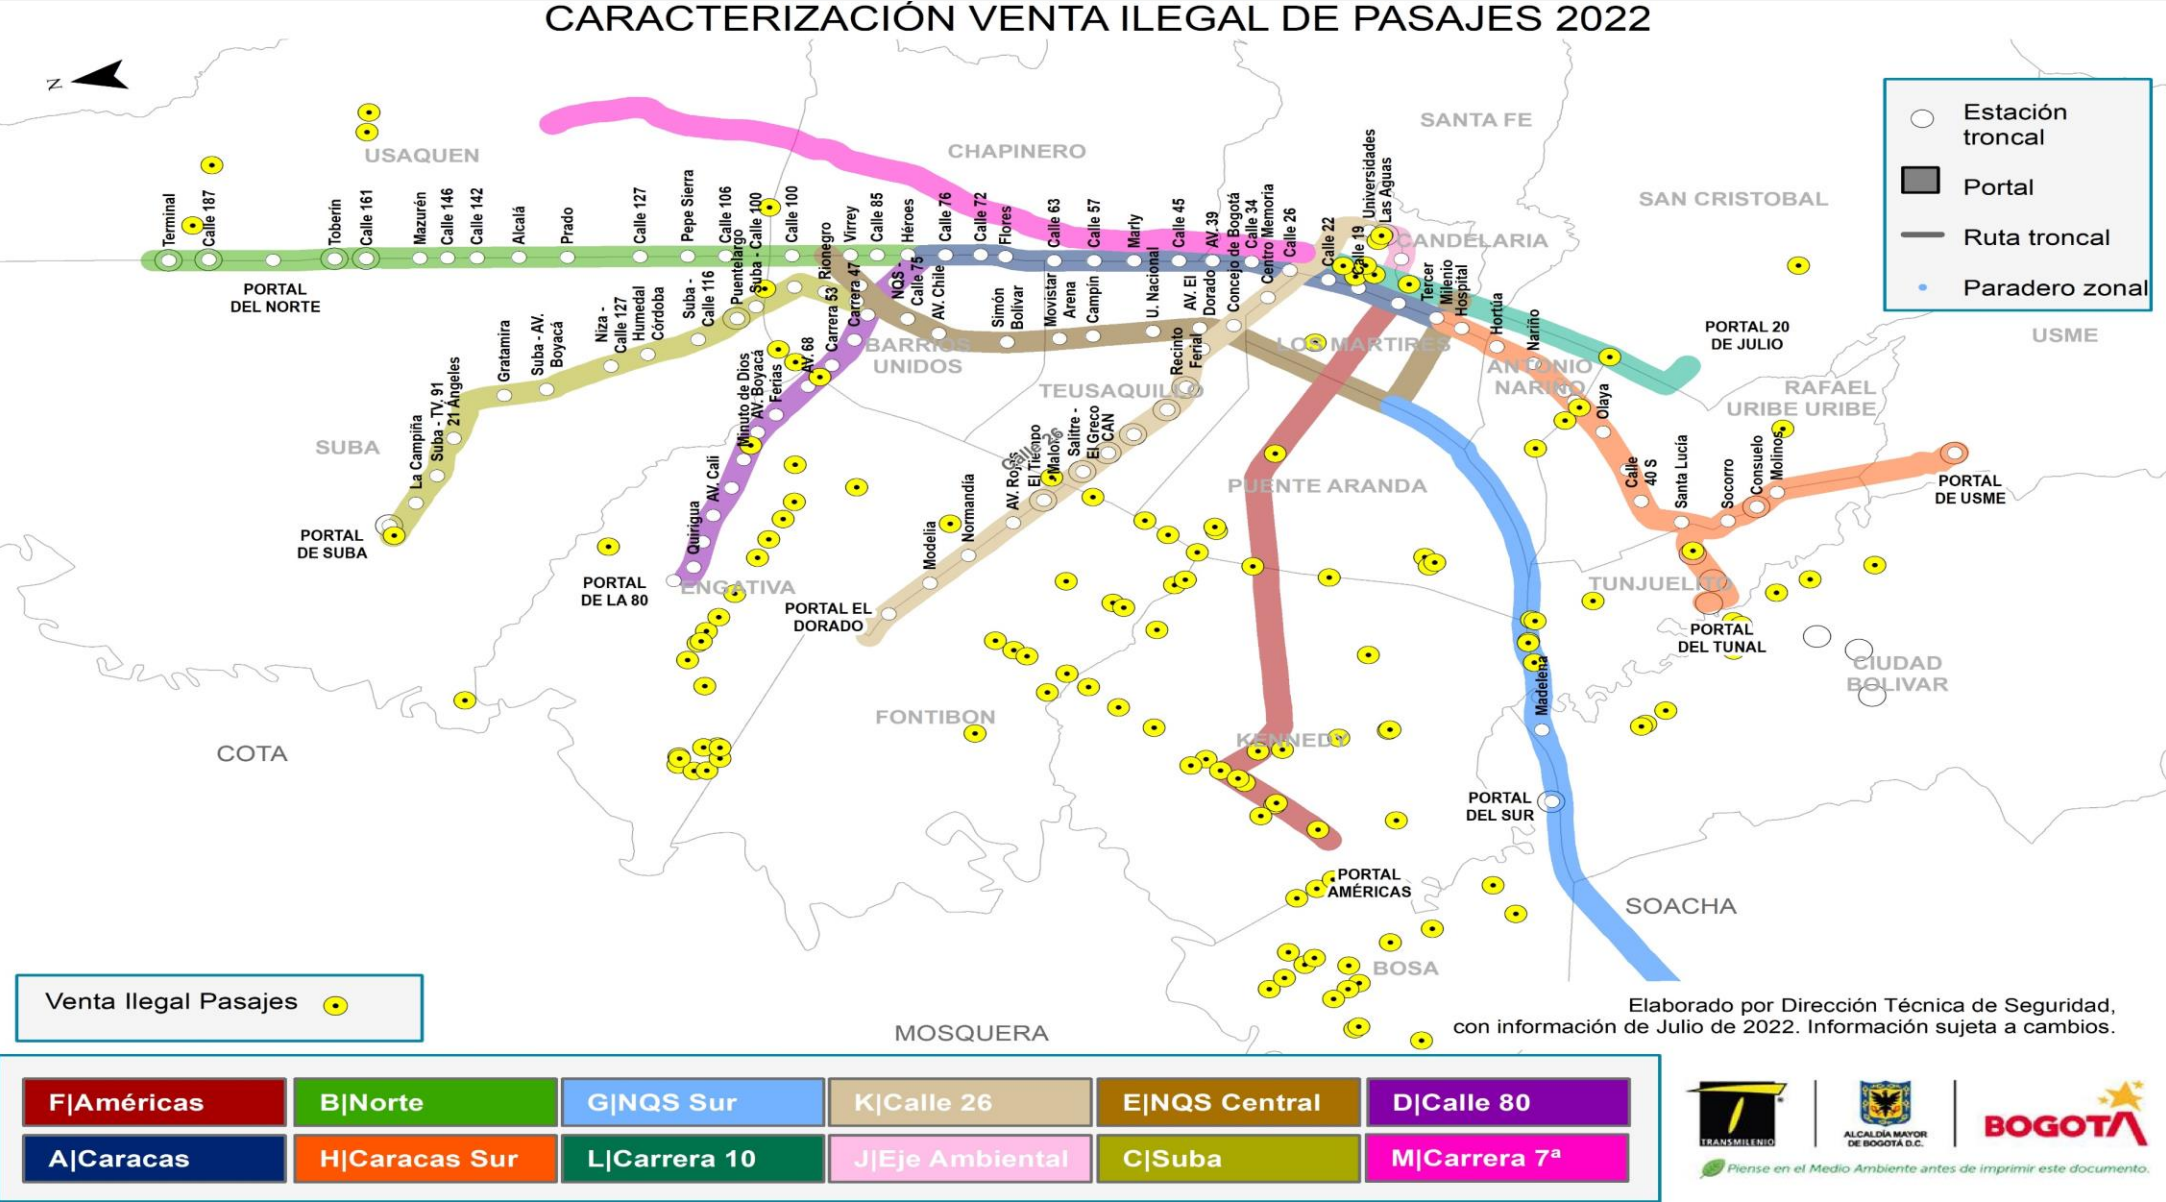 CARACTERIZACIÓN VENTA ILEGAL DE PASAJES 2022
N
Estación
troncal
Portal
Ruta troncal
Paradero zonal
USAQUEN
CHAPINERO
SANTA FE
SAN CRISTOBAL
CANDELARIA
USME
LOS MARTIRES
ANTONIO
NARIÑO
RAFAEL
URIBE URIBE
BARRIOS
UNIDOS
TEUSAQUILLO
SUBA
ENGATIVA
PUENTE ARANDA
TUNJUELITO
CIUDAD
BOLIVAR
FONTIBON
KENNEDY
BOSA
COTA
MOSQUERA
SOACHA
PORTAL
DEL NORTE
PORTAL
DE SUBA
PORTAL
DE LA 80
PORTAL EL
DORADO
PORTAL 20
DE JULIO
PORTAL
DE USME
PORTAL
DEL TUNAL
PORTAL
DEL SUR
PORTAL
AMÉRICAS
Terminal
Calle 187
Toberín
Calle 161
Mazurén
Calle 146
Calle 142
Alcalá
Prado
Calle 127
Pepe Sierra
Calle 106
Calle 100
Virrey
Calle 85
Héroes
Calle 76
Calle 72
Flores
Calle 63
Calle 57
Marly
Calle 45
AV. 39
Calle 34
Calle 26
Calle 22
Calle 19
Universidades
Las Aguas
Tercer
Milenio
Hospital
Hortúa
Nariño
Olaya
Calle
40 S
Santa Lucía
Socorro
Consuelo
Molinos
Puentelargo
Suba - Calle 100
Rionegro
Suba -
Calle 116
Humedal
Córdoba
Niza -
Calle 127
Suba - AV.
Boyacá
Gratamira
21 Ángeles
Suba - TV. 91
La Campiña
NQS -
Calle 75
AV. Chile
Simón
Bolívar
Movistar
Arena
Campín
U. Nacional
AV. El
Dorado
Concejo de Bogotá
Centro Memoria
Recinto
Ferial
Carrera 47
Carrera 53
AV. 68
Ferias
AV. Boyacá
Minuto de Dios
AV. Cali
Quirigua
CAN
Salitre -
El Greco
El Tiempo
Maloka
AV. Rojas
Calle 26
Normandía
Modelia
Madelena
Venta Ilegal Pasajes
Elaborado por Dirección Técnica de Seguridad,
con información de Julio de 2022. Información sujeta a cambios.
F|Américas
B|Norte
G|NQS Sur
K|Calle 26
E|NQS Central
D|Calle 80
A|Caracas
H|Caracas Sur
L|Carrera 10
J|Eje Ambiental
C|Suba
M|Carrera 7ª
TRANSMILENIO
ALCALDÍA MAYOR
DE BOGOTÁ D.C.
BOGOTÁ
Piense en el Medio Ambiente antes de imprimir este documento.